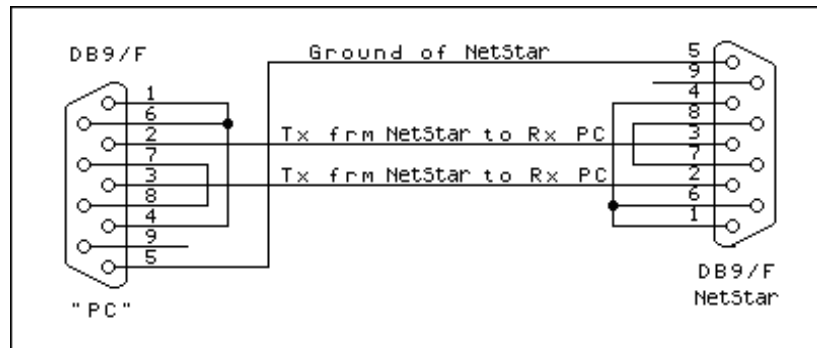 DB9/F
Ground of NetStar
5
9
4
8
3
7
2
6
1
1
6
2
7
3
8
4
9
5
Tx frm NetStar to Rx PC
Tx frm NetStar to Rx PC
"PC"
DB9/F
NetStar